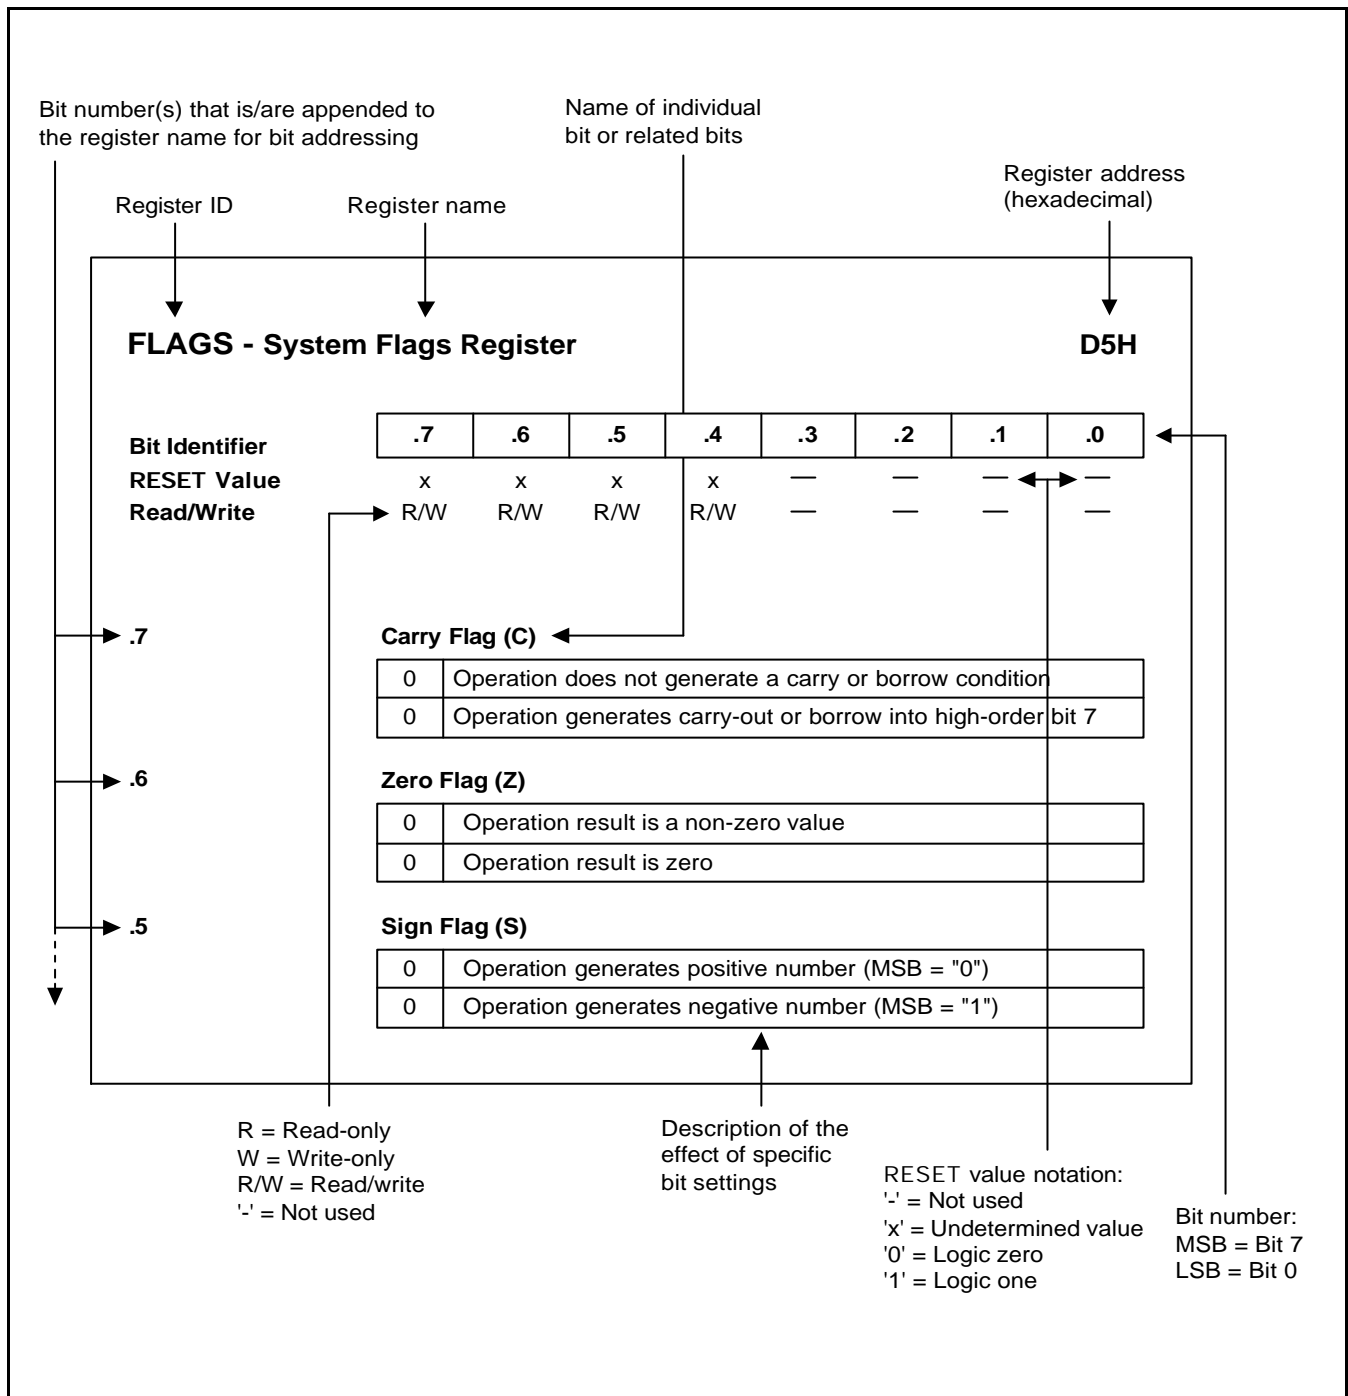 Bit number(s) that is/are appended to
the register name for bit addressing
Name of individual
bit or related bits
Register address
(hexadecimal)
Register ID
Register name
FLAGS - System Flags Register
D5H
Bit Identifier
.7 .6 .5 .4 .3 .2 .1 .0
RESET Value
x x x x — — — —
Read/Write
R/W R/W R/W R/W — — — —
.7
Carry Flag (C)
0 Operation does not generate a carry or borrow condition
0 Operation generates carry-out or borrow into high-order bit 7
.6
Zero Flag (Z)
0 Operation result is a non-zero value
0 Operation result is zero
.5
Sign Flag (S)
0 Operation generates positive number (MSB = "0")
0 Operation generates negative number (MSB = "1")
R = Read-only
W = Write-only
R/W = Read/write
'-' = Not used
Description of the
effect of specific
bit settings
RESET value notation:
'-' = Not used
'x' = Undetermined value
'0' = Logic zero
'1' = Logic one
Bit number:
MSB = Bit 7
LSB = Bit 0